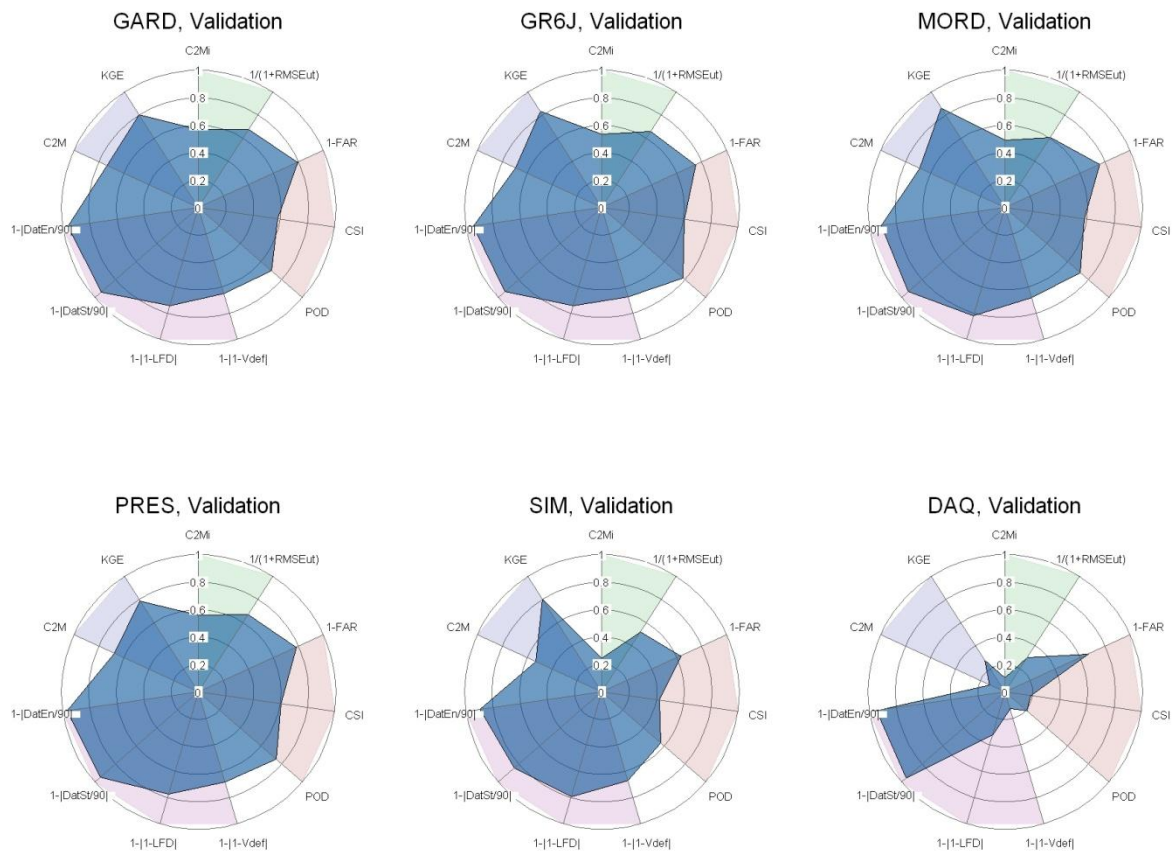 GARD, Validation
GR6J, Validation
MORD, Validation
C2Mi
1/(1+RMSEut)
KGE
1
0.8
0.6
0.4
0.2
0
1-FAR
C2M
CSI
1-|DatEn/90|
POD
1-|DatSt/90|
1-|1-LFD|
1-|1-Vdef|
C2Mi
1/(1+RMSEut)
KGE
1
0.8
0.6
0.4
0.2
0
1-FAR
C2M
CSI
1-|DatEn/90|
POD
1-|DatSt/90|
1-|1-LFD|
1-|1-Vdef|
C2Mi
1/(1+RMSEut)
KGE
1
0.8
0.6
0.4
0.2
0
1-FAR
C2M
CSI
1-|DatEn/90|
POD
1-|DatSt/90|
1-|1-LFD|
1-|1-Vdef|
PRES, Validation
SIM, Validation
DAQ, Validation
C2Mi
1/(1+RMSEut)
KGE
1
0.8
0.6
0.4
0.2
0
1-FAR
C2M
CSI
1-|DatEn/90|
POD
1-|DatSt/90|
1-|1-LFD|
1-|1-Vdef|
C2Mi
1/(1+RMSEut)
KGE
1
0.8
0.6
0.4
0.2
0
1-FAR
C2M
CSI
1-|DatEn/90|
POD
1-|DatSt/90|
1-|1-LFD|
1-|1-Vdef|
C2Mi
1/(1+RMSEut)
KGE
1
0.8
0.6
0.4
0.2
0
1-FAR
C2M
CSI
1-|DatEn/90|
POD
1-|DatSt/90|
1-|1-LFD|
1-|1-Vdef|